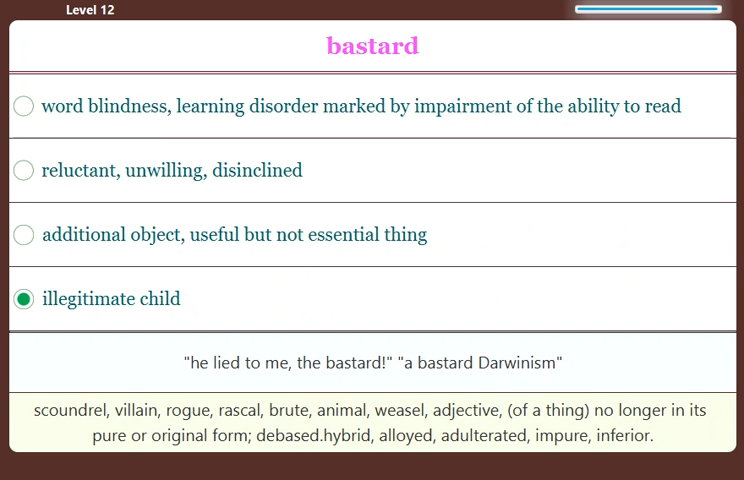 Level 12
bastard
word blindness, learning disorder marked by impairment of the ability to read
reluctant, unwilling, disinclined
additional object, useful but not essential thing
illegitimate child
"he lied to me, the bastard!" "a bastard Darwinism"
scoundrel, villain, rogue, rascal, brute, animal, weasel, adjective, (of a thing) no longer in its
pure or original form; debased.hybrid, alloyed, adulterated, impure, inferior.